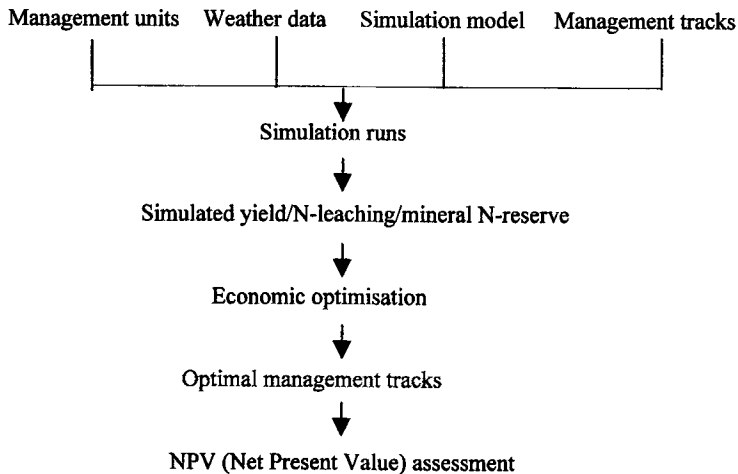 Management units Weather data Simulation model Management tracks
Simulation runs
Simulated yield/N-leaching/mineral N-reserve
Economic optimisation
Optimal management tracks
NPV (Net Present Value) assessment